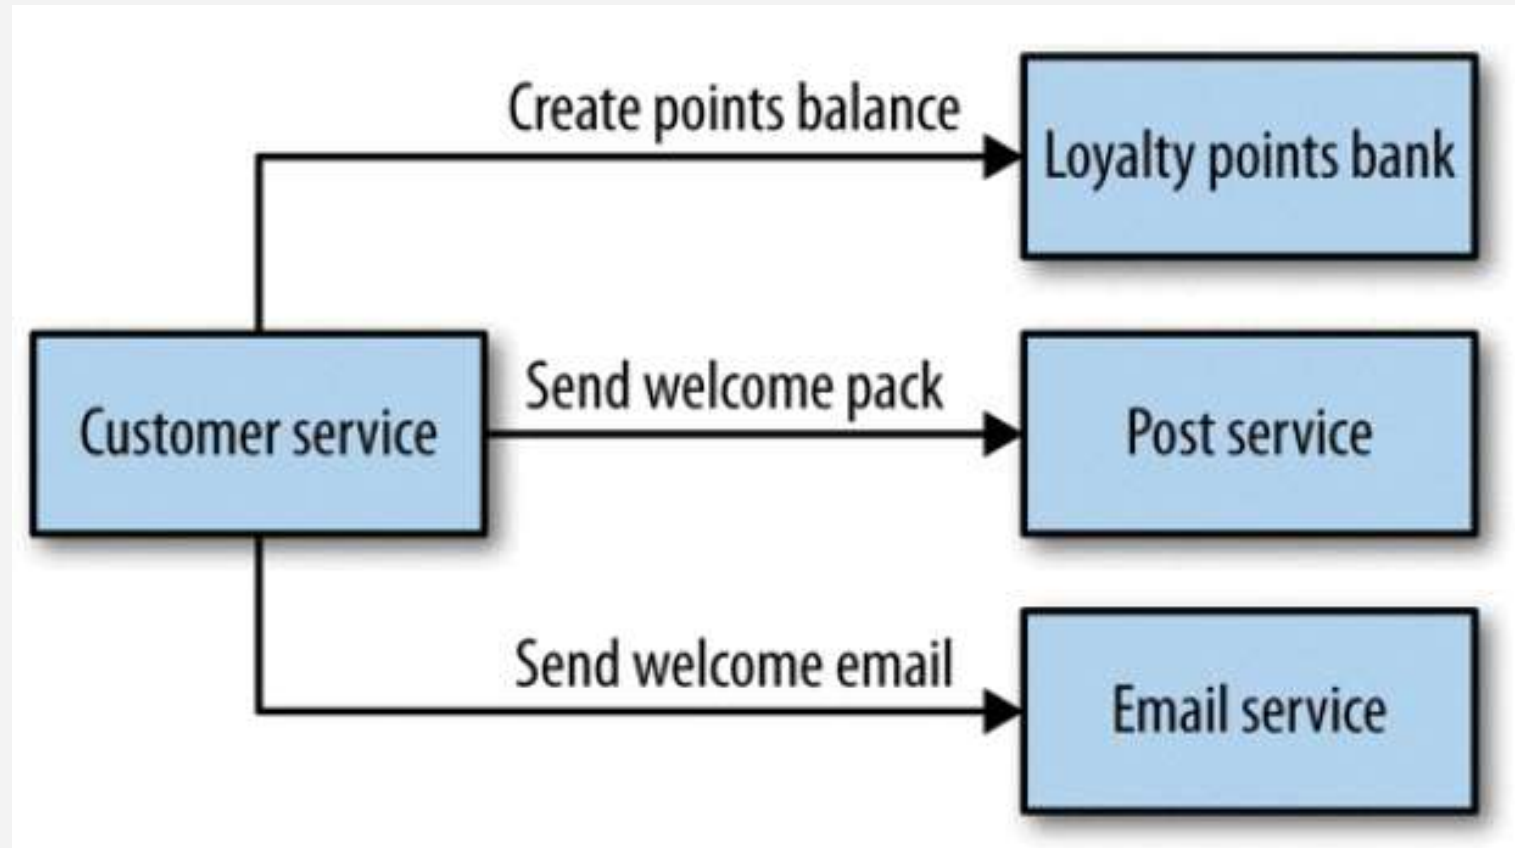 Create points balance
Loyalty points bank
Customer service
Send welcome pack
Post service
Send welcome email
Email service